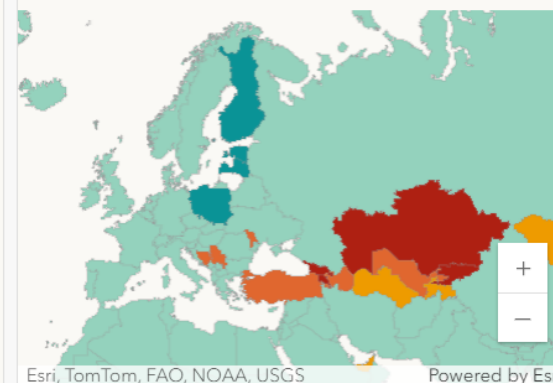 +
−
Esri, TomTom, FAO, NOAA, USGS
Powered by Es